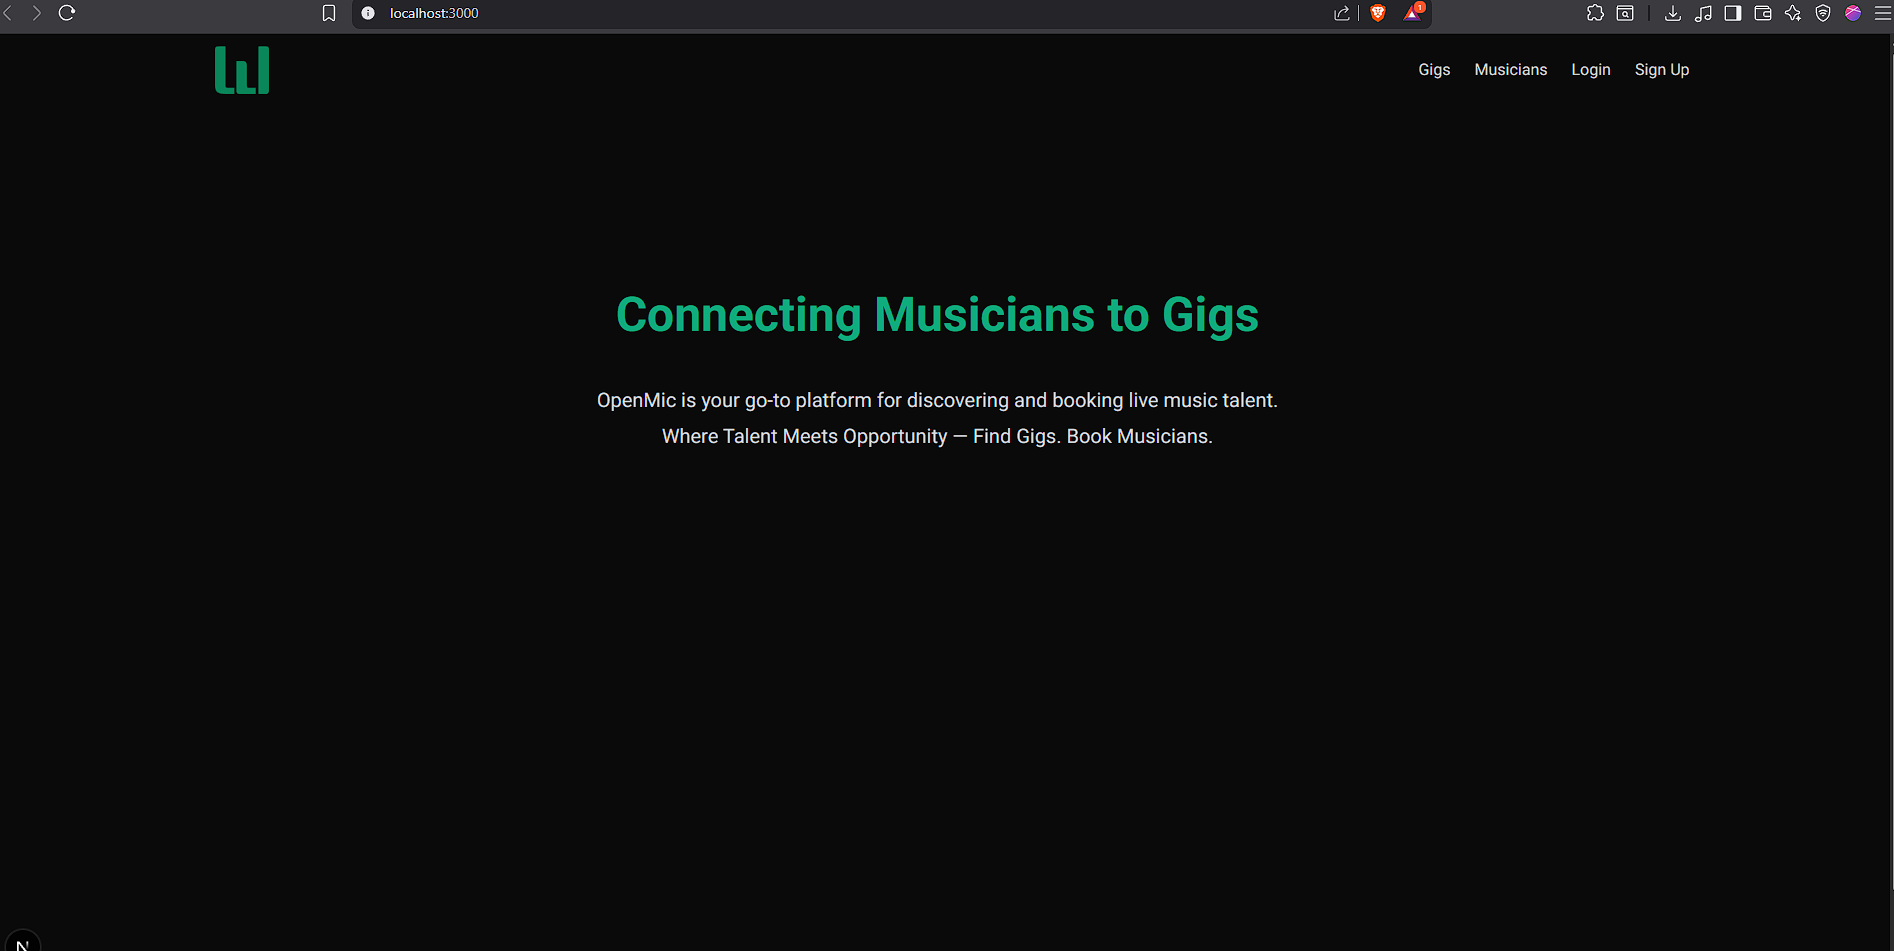 localhost:3000
1
Gigs Musicians Login Sign Up
Connecting Musicians to Gigs
OpenMic is your go-to platform for discovering and booking live music talent.
Where Talent Meets Opportunity — Find Gigs. Book Musicians.
N